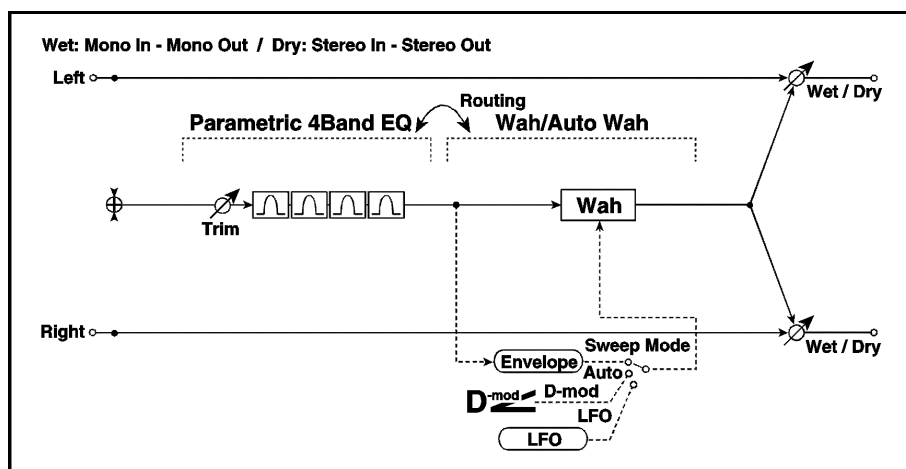 Wet: Mono In - Mono Out / Dry: Stereo In - Stereo Out
Left
Wet / Dry
Routing
Parametric 4Band EQ
Wah/Auto Wah
Trim
Wah
Right
Wet / Dry
Sweep Mode
Envelope
Auto
D-mod
D-mod
LFO
LFO